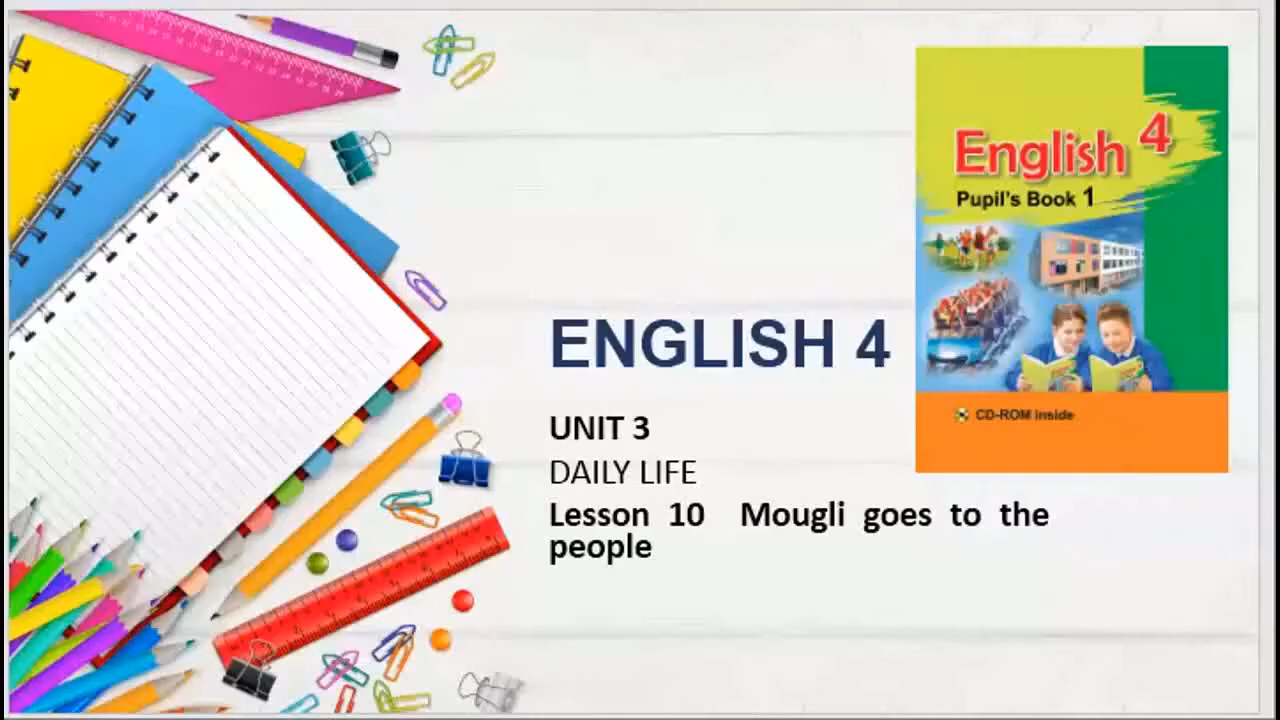 English 4
Pupil's Book 1
CD-ROM inside
ENGLISH 4
UNIT 3
DAILY LIFE
Lesson 10 Mougli goes to the
people